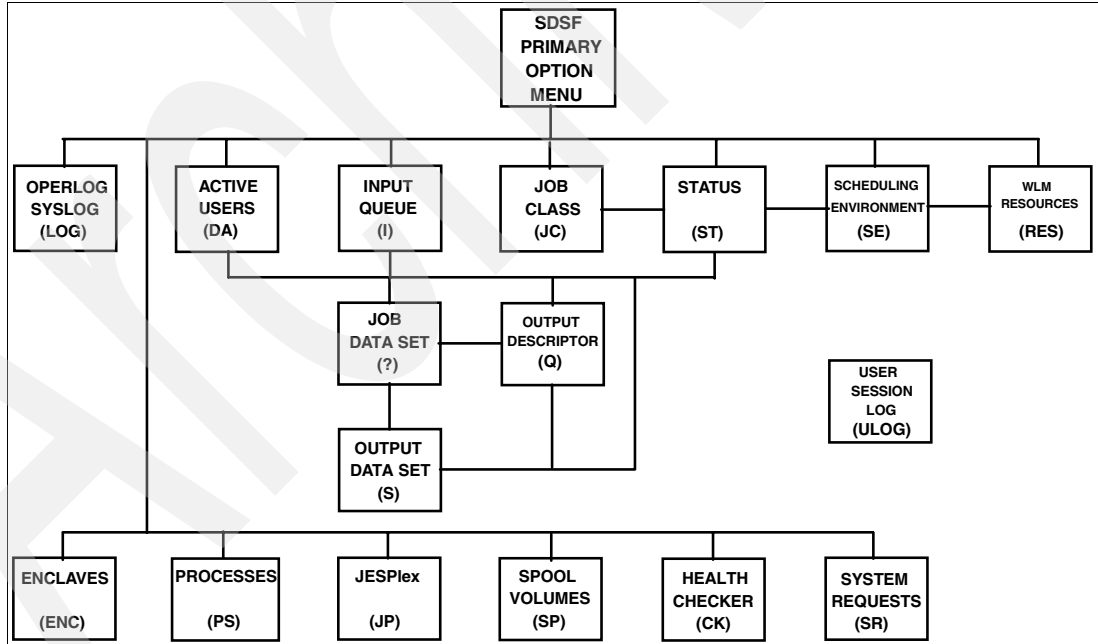 SDSF
PRIMARY
OPTION
MENU
OPERLOG
SYSLOG
(LOG)
ACTIVE
USERS
(DA)
INPUT
QUEUE
(I)
JOB
CLASS
(JC)
STATUS
(ST)
SCHEDULING
ENVIRONMENT
(SE)
WLM
RESOURCES
(RES)
JOB
DATA SET
(?)
OUTPUT
DESCRIPTOR
(Q)
USER
SESSION
LOG
(ULOG)
OUTPUT
DATA SET
(S)
ENCLAVES
(ENC)
PROCESSES
(PS)
JESPlex
(JP)
SPOOL
VOLUMES
(SP)
HEALTH
CHECKER
(CK)
SYSTEM
REQUESTS
(SR)